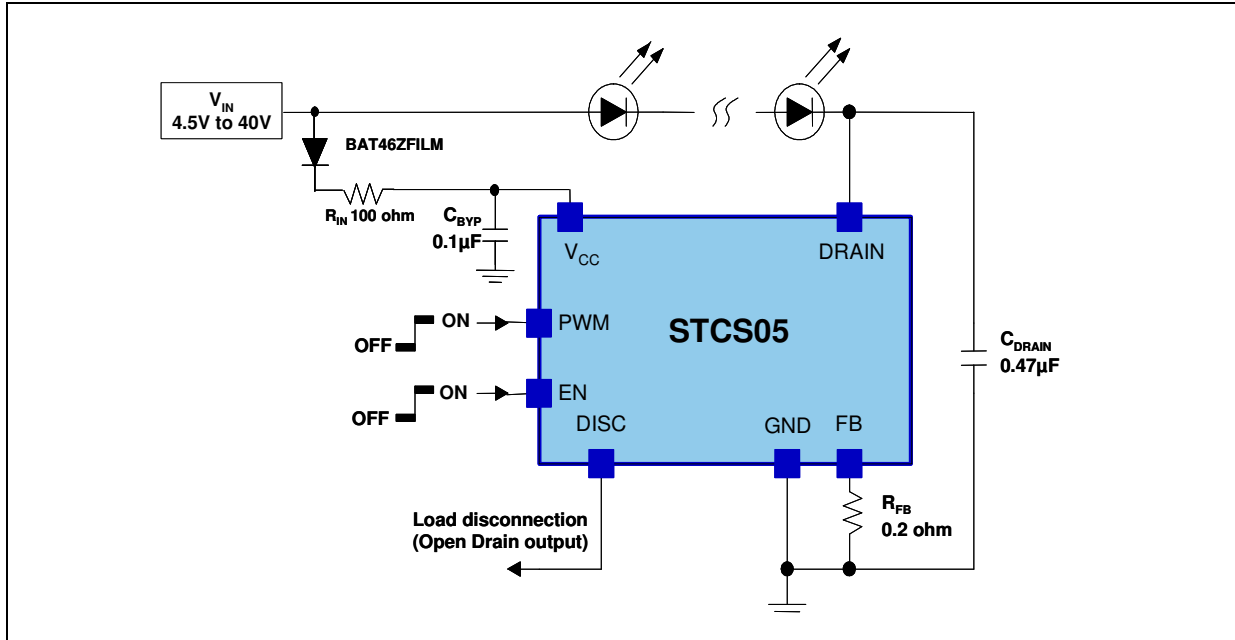 V_IN
4.5V to 40V
BAT46ZFILM
R_IN 100 ohm
C_BYP
0.1µF
V_CC
DRAIN
ON
PWM
OFF
STCS05
C_DRAIN
0.47µF
ON
EN
OFF
DISC
GND
FB
Load disconnection
(Open Drain output)
R_FB
0.2 ohm